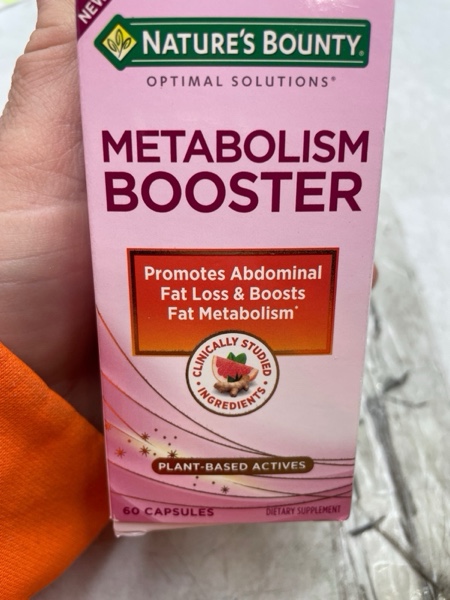 NEW
NATURE'S BOUNTY®
OPTIMAL SOLUTIONS®
METABOLISM
BOOSTER
Promotes Abdominal
Fat Loss & Boosts
Fat Metabolism*
CLINICALLY STUDIED
• INGREDIENTS •
PLANT-BASED ACTIVES
60 CAPSULES
DIETARY SUPPLEMENT